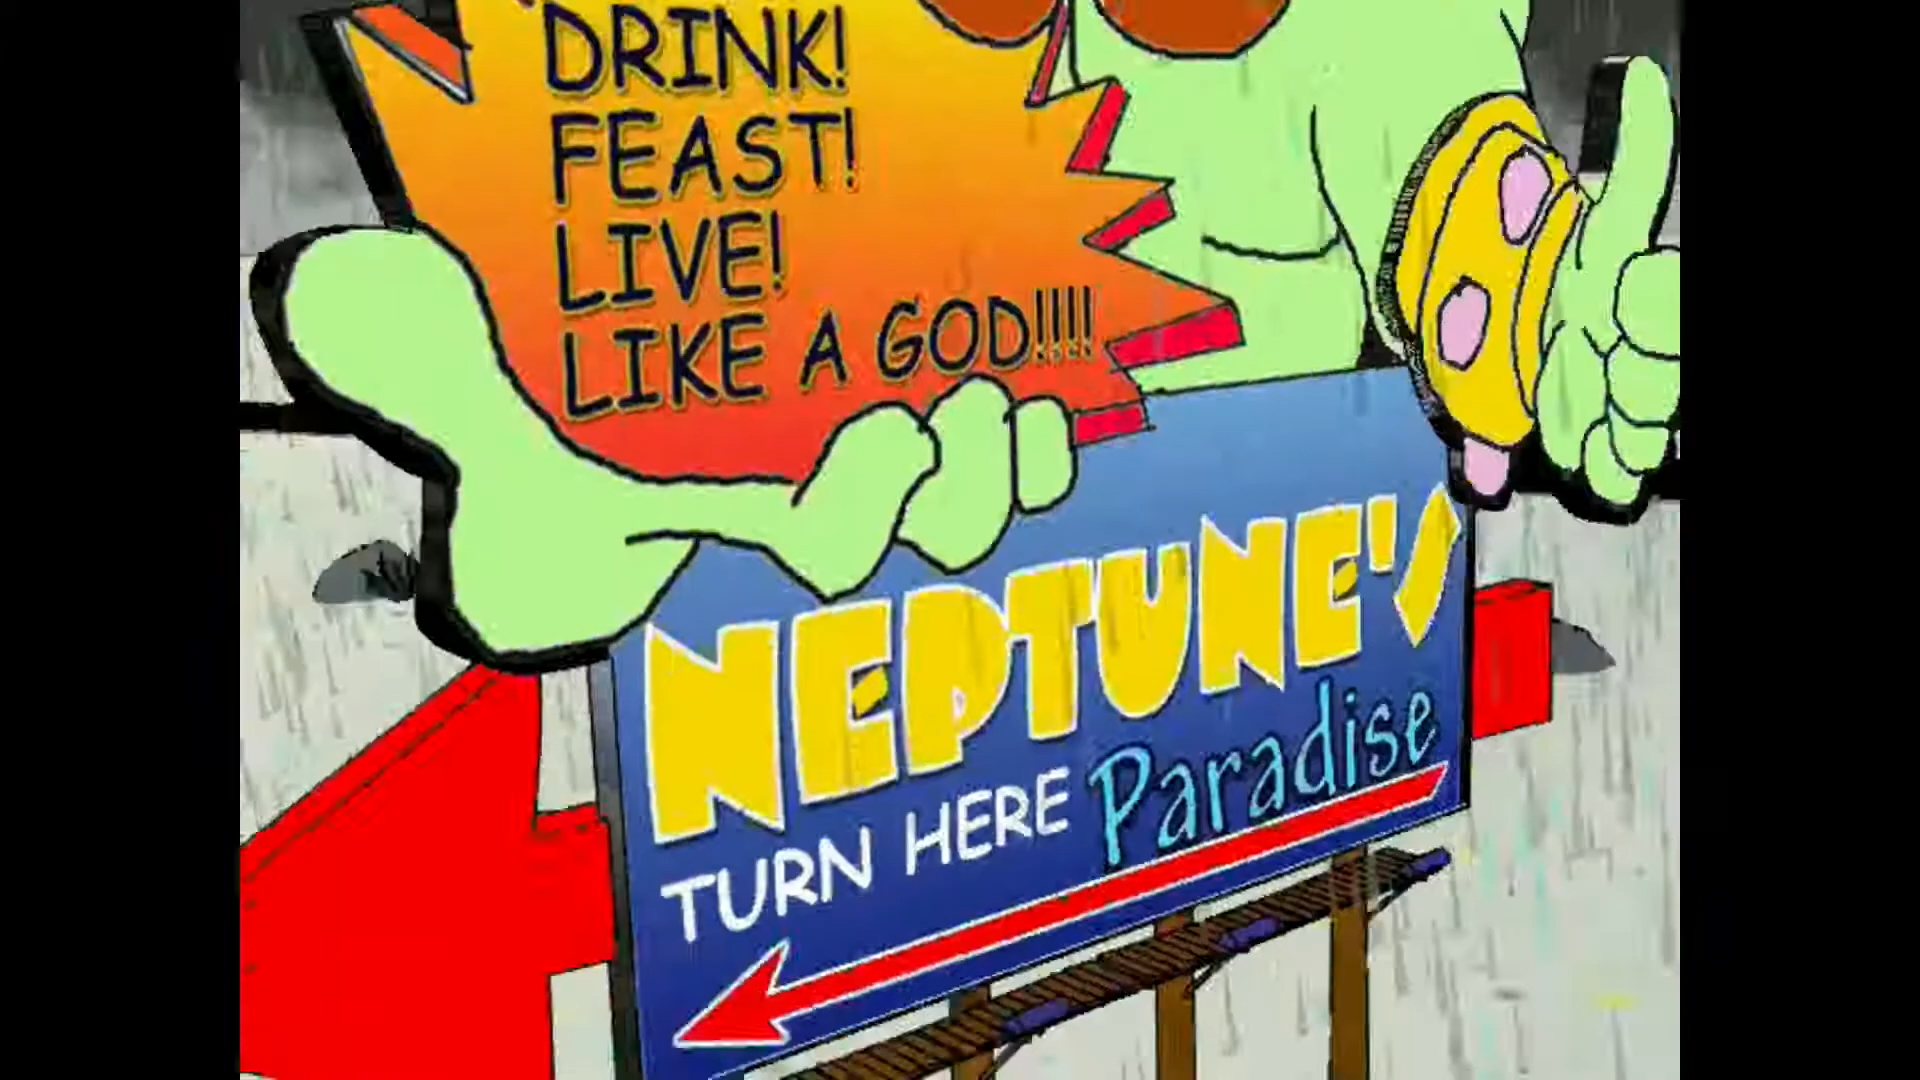 DRINK!
FEAST!
LIVE!
LIKE A GOD!!!!
NEPTUNE'S
TURN HERE Paradise